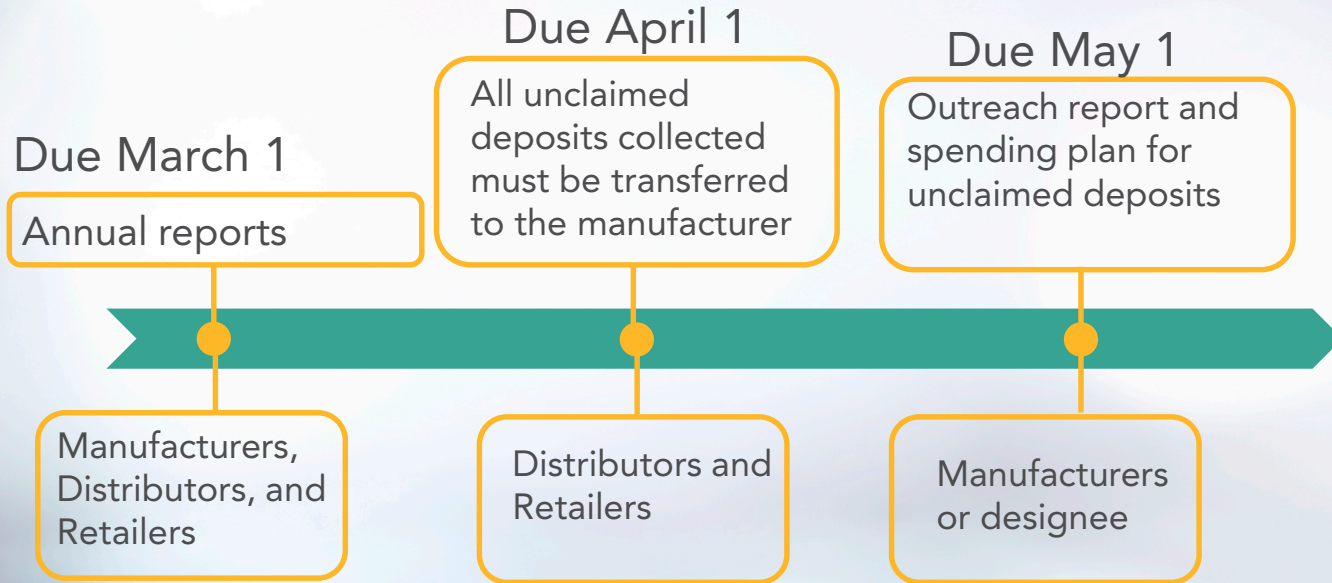 Due March 1
Annual reports
Manufacturers,
Distributors, and
Retailers
Due April 1
All unclaimed
deposits collected
must be transferred
to the manufacturer
Distributors and
Retailers
Due May 1
Outreach report and
spending plan for
unclaimed deposits
Manufacturers
or designee